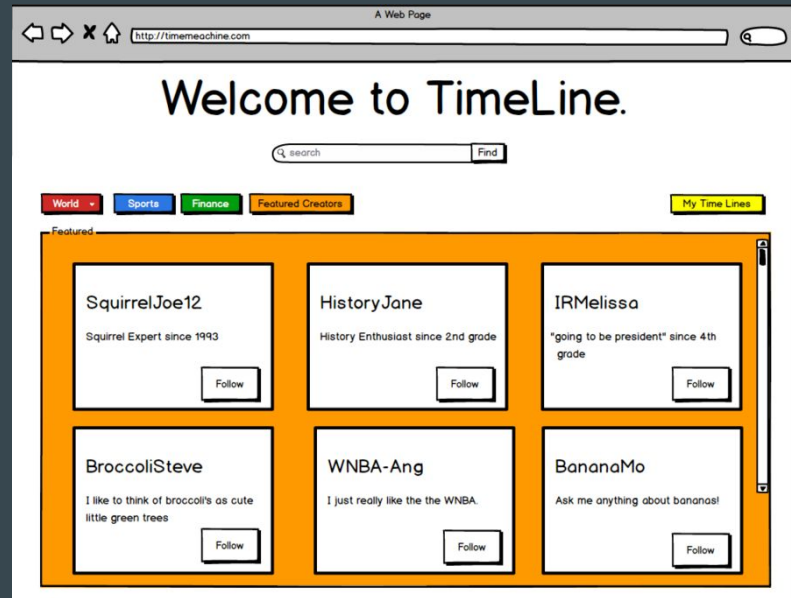 A Web Page
http://timemeachine.com
Welcome to TimeLine.
search
Find
World
Sports
Finance
Featured Creators
My Time Lines
Featured
SquirrelJoe12
Squirrel Expert since 1993
Follow
HistoryJane
History Enthusiast since 2nd grade
Follow
IRMelissa
"going to be president" since 4th
grade
Follow
BroccoliSteve
I like to think of broccoli's as cute
little green trees
Follow
WNBA-Ang
I just really like the the WNBA.
Follow
BananaMo
Ask me anything about bananas!
Follow